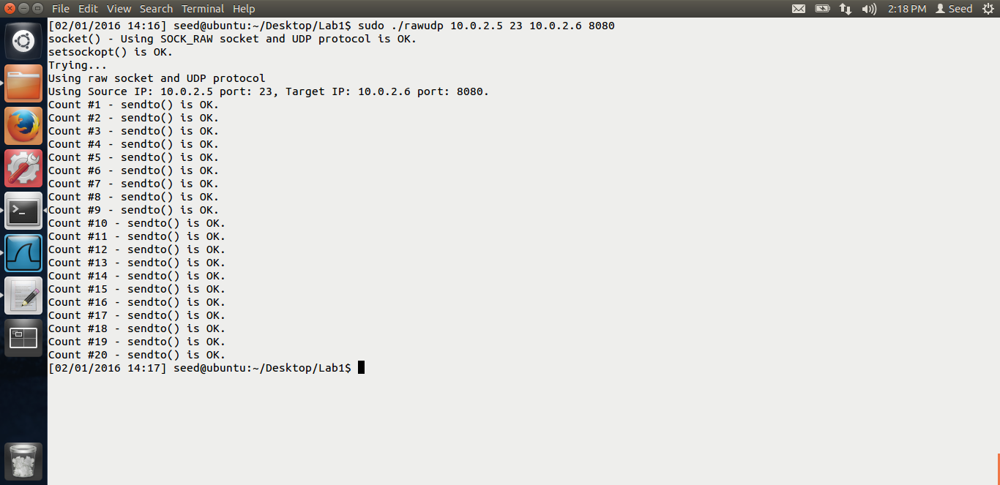 File Edit View Search Terminal Help 2:18 PM Seed
[02/01/2016 14:16] seed@ubuntu:~/Desktop/Lab1$ sudo ./rawudp 10.0.2.5 23 10.0.2.6 8080
socket() - Using SOCK_RAW socket and UDP protocol is OK.
setsockopt() is OK.
Trying...
Using raw socket and UDP protocol
Using Source IP: 10.0.2.5 port: 23, Target IP: 10.0.2.6 port: 8080.
Count #1 - sendto() is OK.
Count #2 - sendto() is OK.
Count #3 - sendto() is OK.
Count #4 - sendto() is OK.
Count #5 - sendto() is OK.
Count #6 - sendto() is OK.
Count #7 - sendto() is OK.
Count #8 - sendto() is OK.
Count #9 - sendto() is OK.
Count #10 - sendto() is OK.
Count #11 - sendto() is OK.
Count #12 - sendto() is OK.
Count #13 - sendto() is OK.
Count #14 - sendto() is OK.
Count #15 - sendto() is OK.
Count #16 - sendto() is OK.
Count #17 - sendto() is OK.
Count #18 - sendto() is OK.
Count #19 - sendto() is OK.
Count #20 - sendto() is OK.
[02/01/2016 14:17] seed@ubuntu:~/Desktop/Lab1$